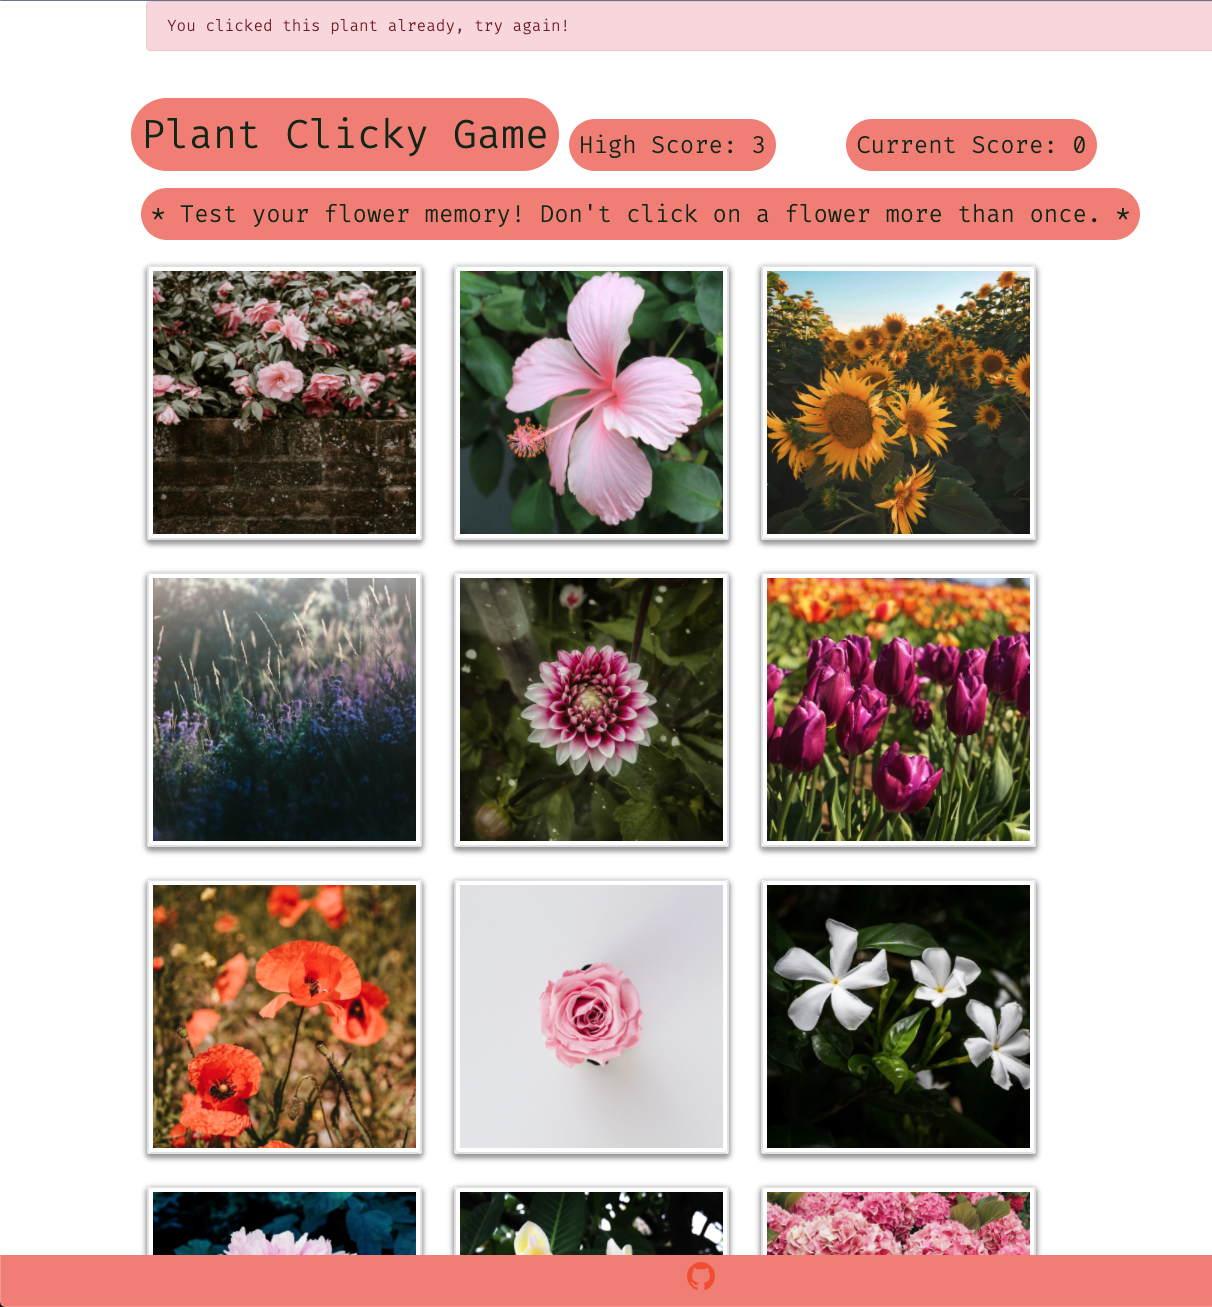 You clicked this plant already, try again!
Plant Clicky Game
High Score: 3
Current Score: 0
* Test your flower memory! Don't click on a flower more than once. *